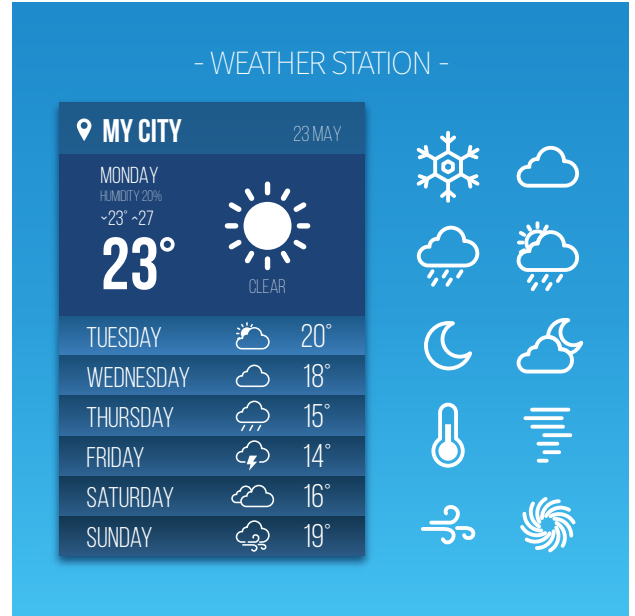 - WEATHER STATION -
MY CITY 23 MAY
MONDAY
HUMIDITY 20%
⌄23° ⌃27
23°
CLEAR
TUESDAY 20°
WEDNESDAY 18°
THURSDAY 15°
FRIDAY 14°
SATURDAY 16°
SUNDAY 19°